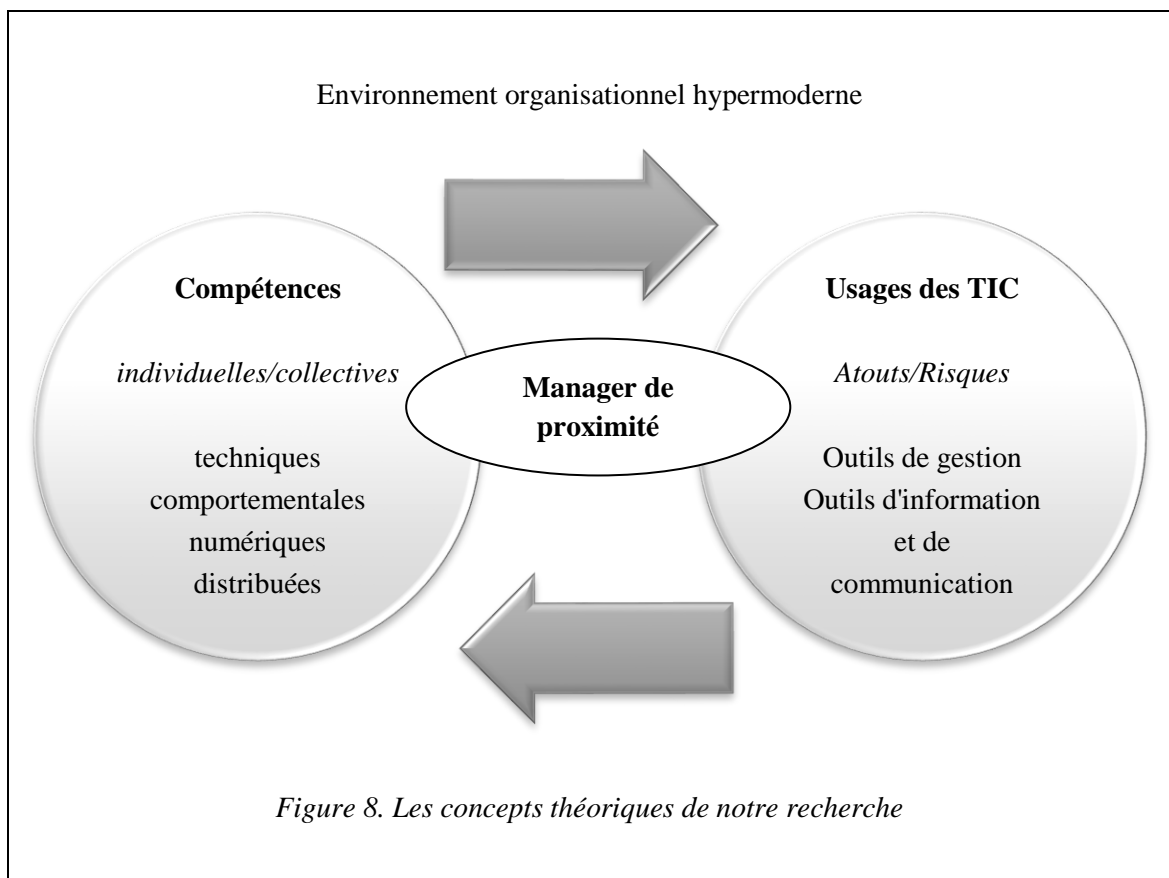 Environnement organisationnel hypermoderne
Compétences
individuelles/collectives
techniques
comportementales
numériques
distribuées
Manager de
proximité
Usages des TIC
Atouts/Risques
Outils de gestion
Outils d'information
et de
communication
Figure 8. Les concepts théoriques de notre recherche